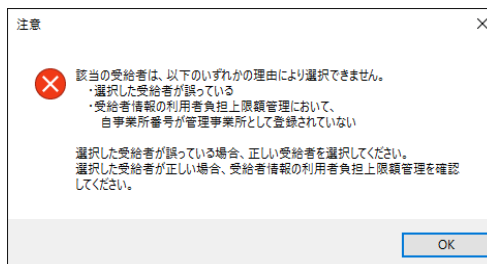 注意
該当の受給者は、以下のいずれかの理由により選択できません。
・選択した受給者が誤っている
・受給者情報の利用者負担上限額管理において、
自事業所番号が管理事業所として登録されていない
選択した受給者が誤っている場合、正しい受給者を選択してください。
選択した受給者が正しい場合、受給者情報の利用者負担上限額管理を確認
してください。
OK